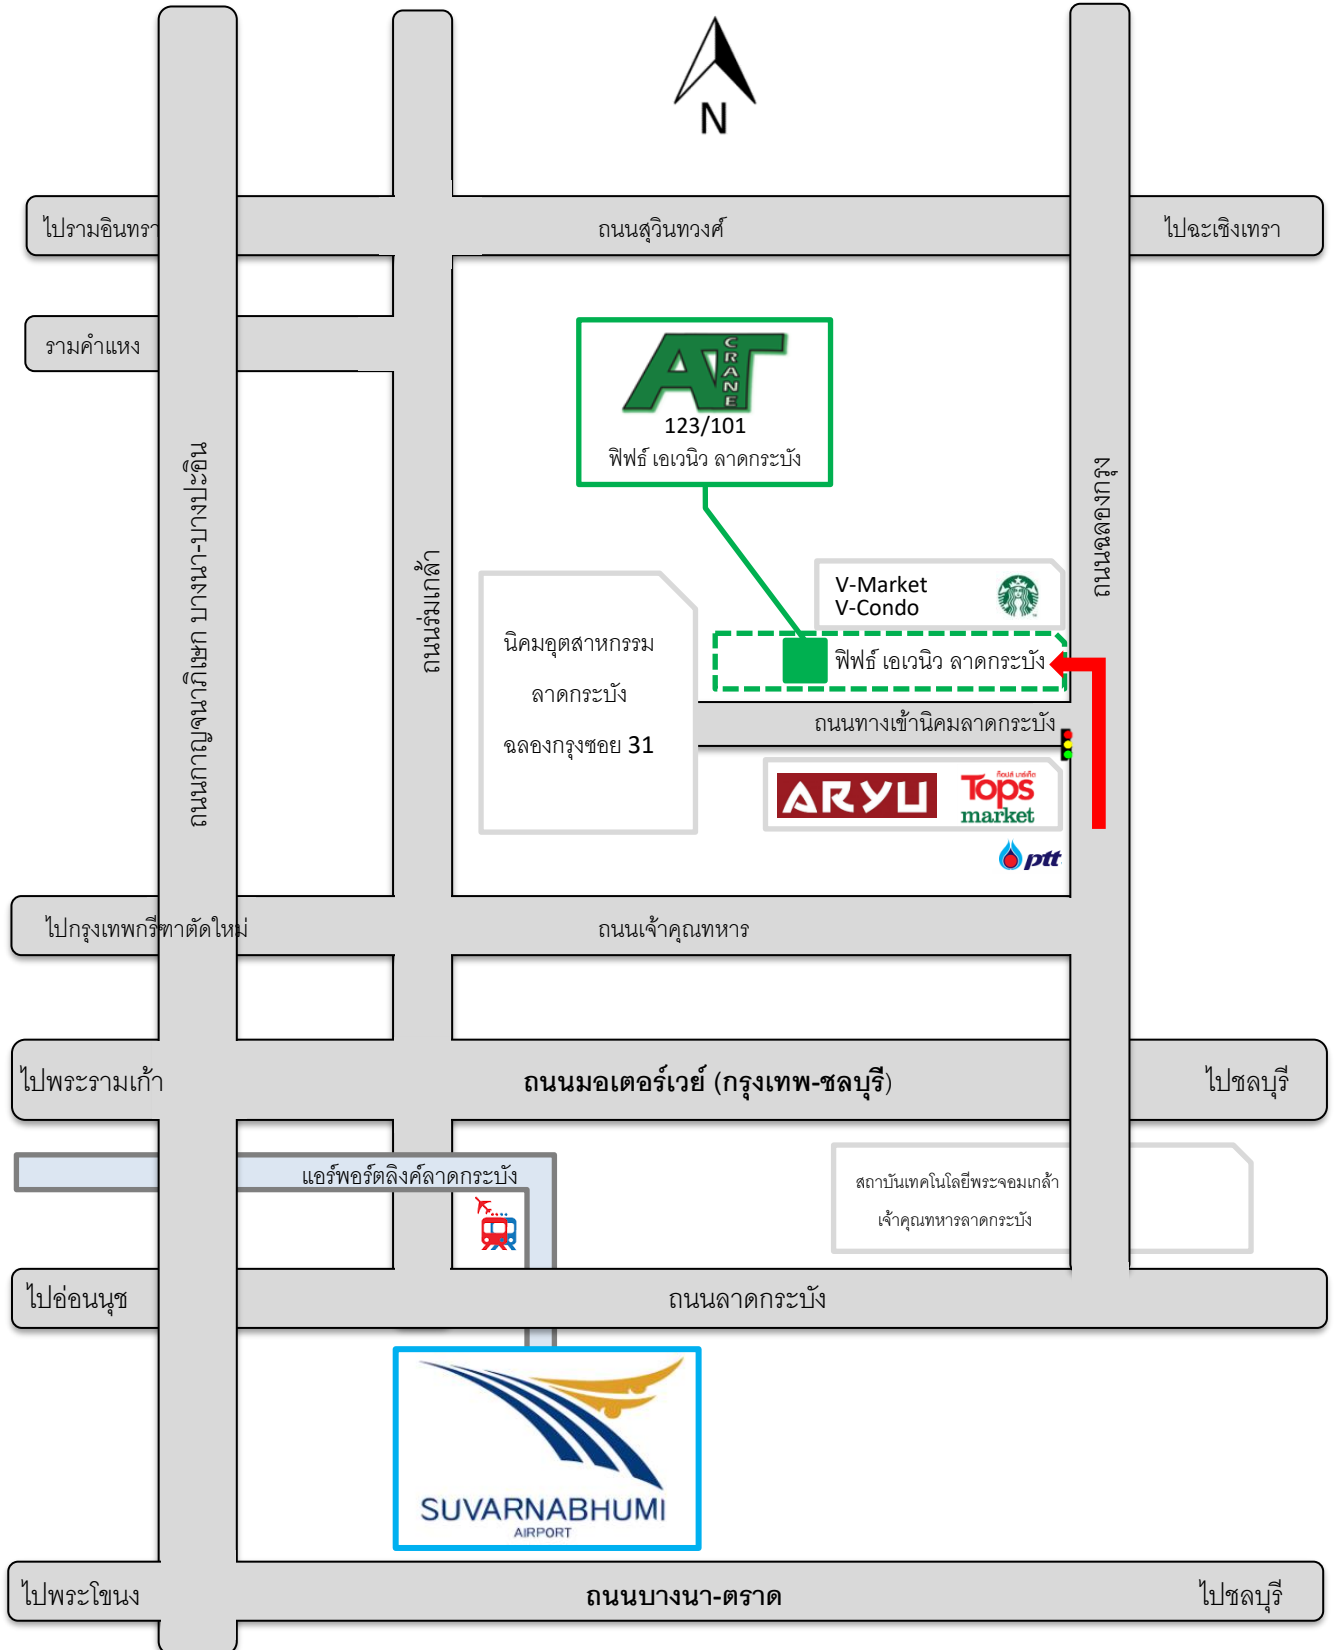 N
ไปรามอินทรา
ถนนสุวินทวงศ์
ไปฉะเชิงเทรา
รามคำแหง
AT
CRANE
123/101
ฟิฟธ์ เอเวนิว ลาดกระบัง
ถนนกาญจนาภิเษก บางนา-บางปะอิน
ถนนร่มเกล้า
ถนนฉลองกรุง
V-Market
V-Condo
นิคมอุตสาหกรรม
ลาดกระบัง
ฉลองกรุงซอย 31
ฟิฟธ์ เอเวนิว ลาดกระบัง
ถนนทางเข้านิคมลาดกระบัง
ARYU
ท็อปส์ มาร์เก็ต
Tops
market
ptt
ไปกรุงเทพกรีฑาตัดใหม่
ถนนเจ้าคุณทหาร
ไปพระรามเก้า
ถนนมอเตอร์เวย์ (กรุงเทพ-ชลบุรี)
ไปชลบุรี
แอร์พอร์ตลิงค์ลาดกระบัง
สถาบันเทคโนโลยีพระจอมเกล้า
เจ้าคุณทหารลาดกระบัง
ไปอ่อนนุช
ถนนลาดกระบัง
SUVARNABHUMI
AIRPORT
ไปพระโขนง
ถนนบางนา-ตราด
ไปชลบุรี